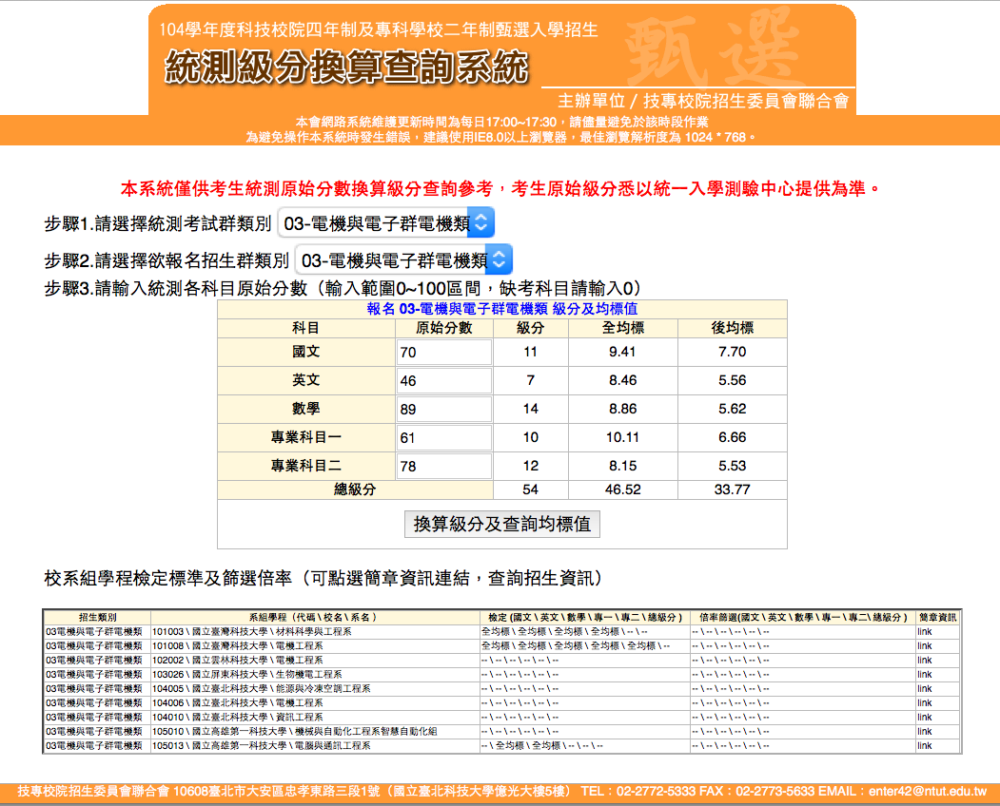 甄選
104學年度科技校院四年制及專科學校二年制甄選入學招生
統測級分換算查詢系統
主辦單位 / 技專校院招生委員會聯合會
本會網路系統維護更新時間為每日17:00~17:30，請儘量避免於該時段作業
為避免操作本系統時發生錯誤，建議使用IE8.0以上瀏覽器，最佳瀏覽解析度為 1024 * 768。
本系統僅供考生統測原始分數換算級分查詢參考，考生原始級分悉以統一入學測驗中心提供為準。
步驟1.請選擇統測考試群類別 03-電機與電子群電機類
步驟2.請選擇欲報名招生群類別 03-電機與電子群電機類
步驟3.請輸入統測各科目原始分數（輸入範圍0~100區間，缺考科目請輸入0）
報名 03-電機與電子群電機類 級分及均標值
科目 原始分數 級分 全均標 後均標
國文 70 11 9.41 7.70
英文 46 7 8.46 5.56
數學 89 14 8.86 5.62
專業科目一 61 10 10.11 6.66
專業科目二 78 12 8.15 5.53
總級分 54 46.52 33.77
換算級分及查詢均標值
校系組學程檢定標準及篩選倍率（可點選簡章資訊連結，查詢招生資訊）
招生類別 系組學程（代碼 \ 校名 \ 系名） 檢定 (國文 \ 英文 \ 數學 \ 專一 \ 專二 \ 總級分 ) 倍率篩選(國文 \ 英文 \ 數學 \ 專一 \ 專二\ 總級分 ) 簡章資訊
03電機與電子群電機類 101003 \ 國立臺灣科技大學 \ 材料科學與工程系 全均標 \ 全均標 \ 全均標 \ 全均標 \ -- \ -- -- \ -- \ -- \ -- \ -- \ -- link
03電機與電子群電機類 101008 \ 國立臺灣科技大學 \ 電機工程系 全均標 \ 全均標 \ 全均標 \ 全均標 \ 全均標 \ -- -- \ -- \ -- \ -- \ -- \ -- link
03電機與電子群電機類 102002 \ 國立雲林科技大學 \ 電機工程系 -- \ -- \ -- \ -- \ -- \ -- -- \ -- \ -- \ -- \ -- \ -- link
03電機與電子群電機類 103026 \ 國立屏東科技大學 \ 生物機電工程系 -- \ -- \ -- \ -- \ -- \ -- -- \ -- \ -- \ -- \ -- \ -- link
03電機與電子群電機類 104005 \ 國立臺北科技大學 \ 能源與冷凍空調工程系 -- \ -- \ -- \ -- \ -- \ -- -- \ -- \ -- \ -- \ -- \ -- link
03電機與電子群電機類 104006 \ 國立臺北科技大學 \ 電機工程系 -- \ -- \ -- \ -- \ -- \ -- -- \ -- \ -- \ -- \ -- \ -- link
03電機與電子群電機類 104010 \ 國立臺北科技大學 \ 資訊工程系 -- \ -- \ -- \ -- \ -- \ -- -- \ -- \ -- \ -- \ -- \ -- link
03電機與電子群電機類 105010 \ 國立高雄第一科技大學 \ 機械與自動化工程系智慧自動化組 -- \ -- \ -- \ -- \ -- \ -- -- \ -- \ -- \ -- \ -- \ -- link
03電機與電子群電機類 105013 \ 國立高雄第一科技大學 \ 電腦與通訊工程系 -- \ 全均標 \ 全均標 \ -- \ -- \ -- -- \ -- \ -- \ -- \ -- \ -- link
技專校院招生委員會聯合會 10608臺北市大安區忠孝東路三段1號（國立臺北科技大學億光大樓5樓） TEL：02-2772-5333 FAX：02-2773-5633 EMAIL：enter42@ntut.edu.tw